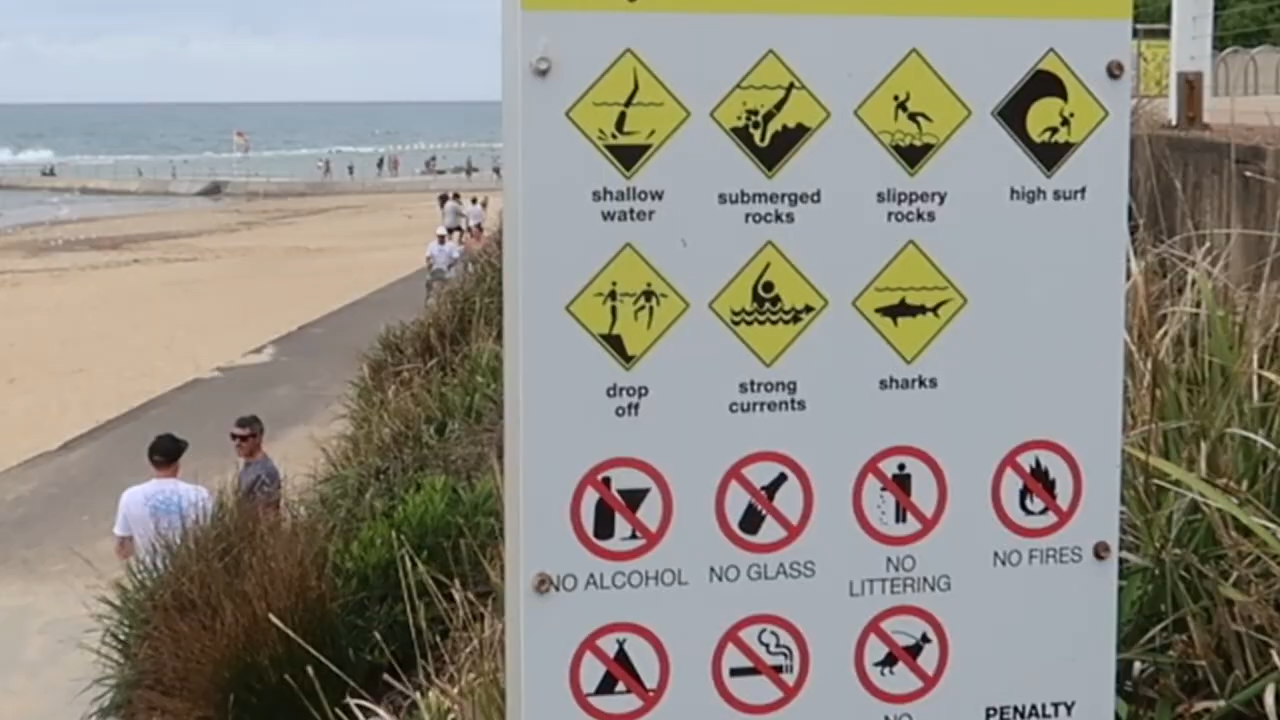 shallow water
submerged rocks
slippery rocks
high surf
drop off
strong currents
sharks
NO ALCOHOL
NO GLASS
NO LITTERING
NO FIRES
NO
PENALTY